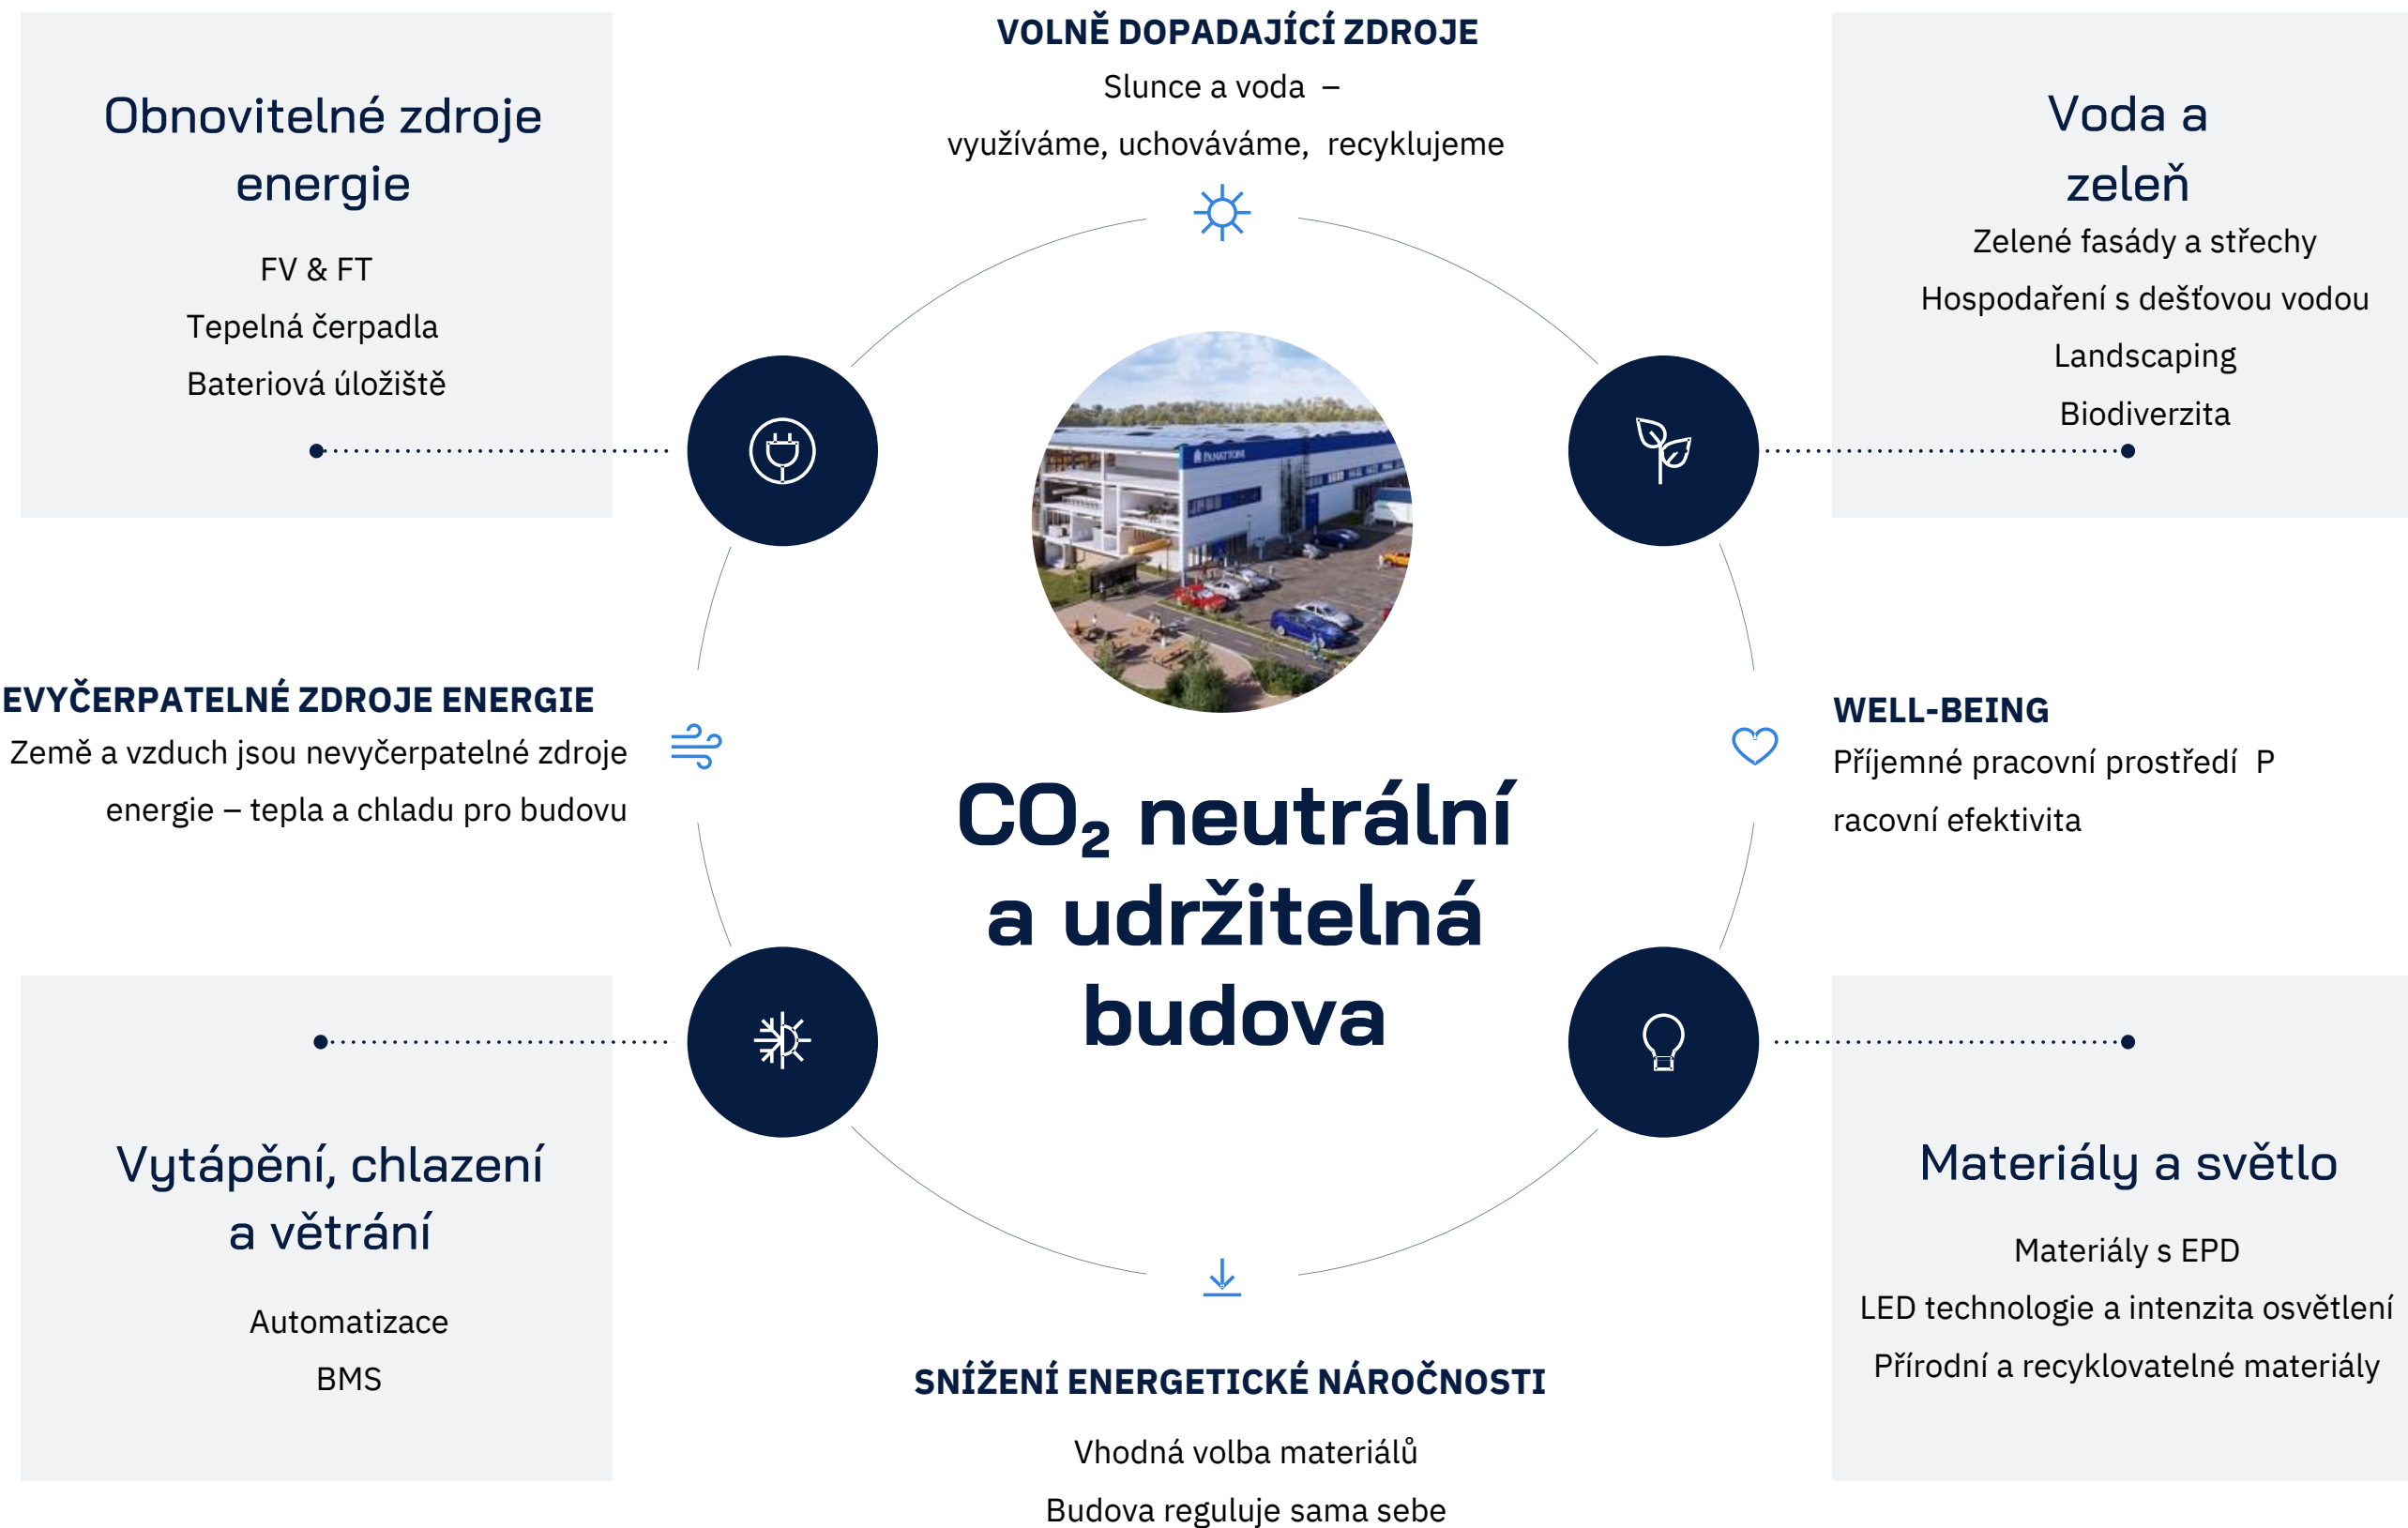 VOLNĚ DOPADAJÍCÍ ZDROJE
Slunce a voda –
využíváme, uchováváme, recyklujeme
Obnovitelné zdroje
energie
FV & FT
Tepelná čerpadla
Bateriová úložiště
Voda a
zeleň
Zelené fasády a střechy
Hospodaření s dešťovou vodou
Landscaping
Biodiverzita
PANATTONI
EVYČERPATELNÉ ZDROJE ENERGIE
Země a vzduch jsou nevyčerpatelné zdroje
energie – tepla a chladu pro budovu
WELL-BEING
Příjemné pracovní prostředí P
racovní efektivita
CO₂ neutrální
a udržitelná
budova
Vytápění, chlazení
a větrání
Automatizace
BMS
Materiály a světlo
Materiály s EPD
LED technologie a intenzita osvětlení
Přírodní a recyklovatelné materiály
SNÍŽENÍ ENERGETICKÉ NÁROČNOSTI
Vhodná volba materiálů
Budova reguluje sama sebe